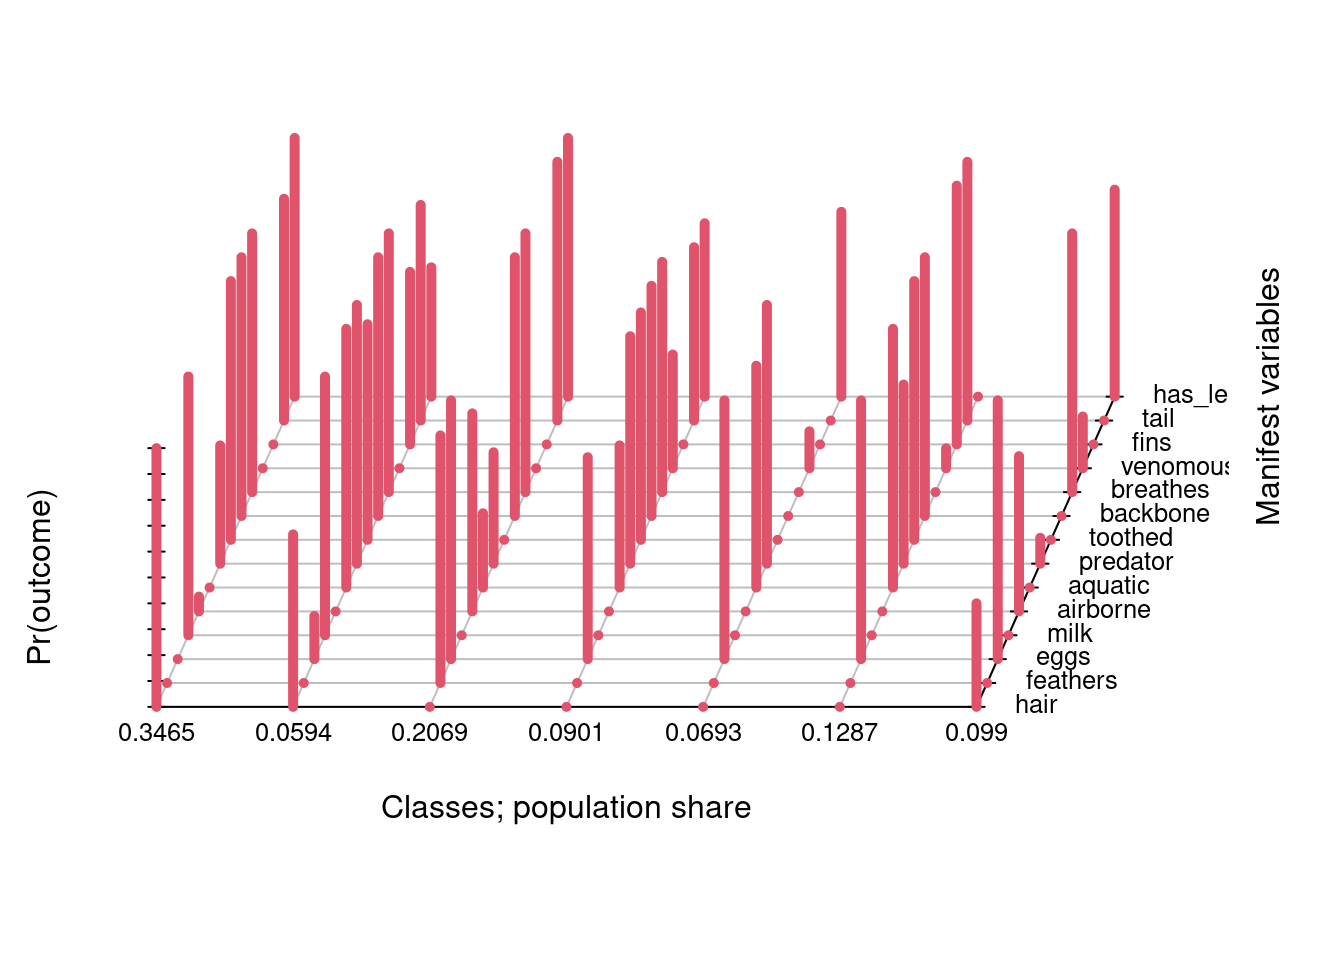 has_le
tail
fins
venomous
breathes
backbone
toothed
predator
aquatic
airborne
milk
eggs
feathers
hair
Manifest variables
Pr(outcome)
0.3465 0.0594 0.2069 0.0901 0.0693 0.1287 0.099
Classes; population share